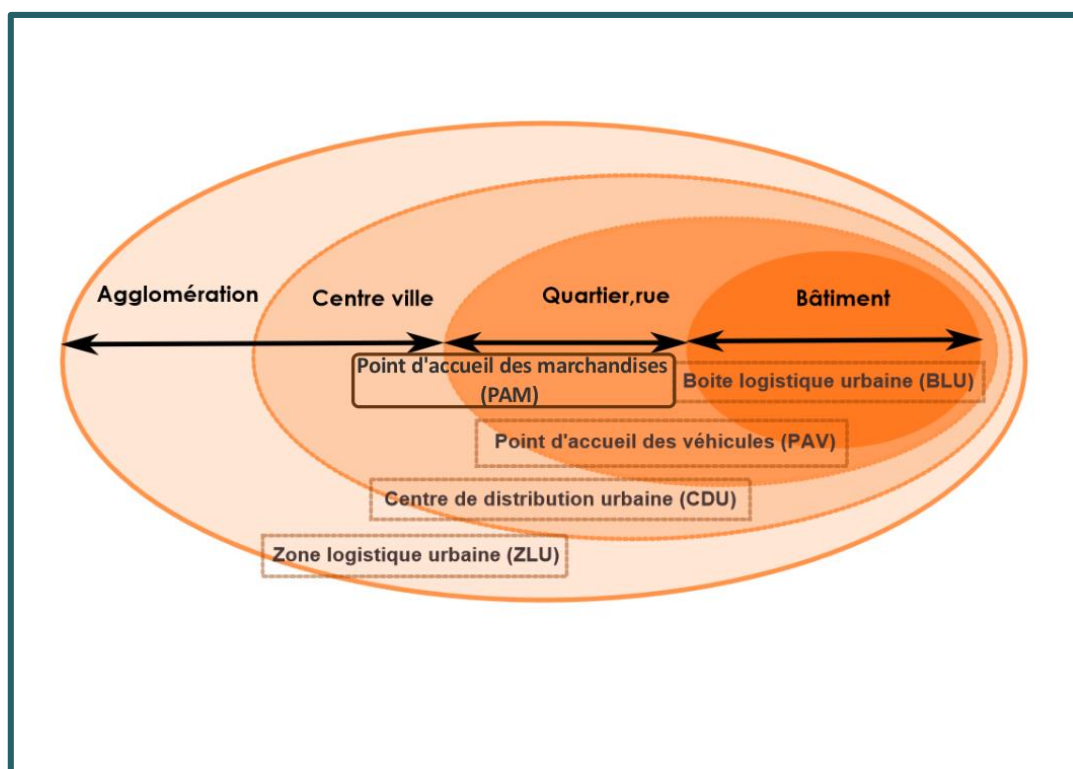 Agglomération
Centre ville
Quartier,rue
Bâtiment
Point d'accueil des marchandises
(PAM)
Boite logistique urbaine (BLU)
Point d'accueil des véhicules (PAV)
Centre de distribution urbaine (CDU)
Zone logistique urbaine (ZLU)